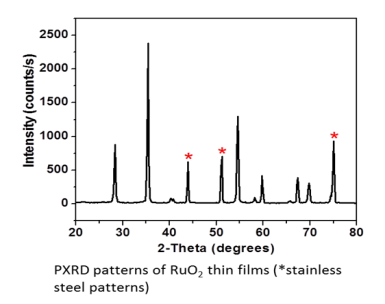 2500
2000
1500
1000
500
0
Intensity (counts/s)
*
*
*
20 30 40 50 60 70 80
2-Theta (degrees)
PXRD patterns of RuO₂ thin films (*stainless
steel patterns)